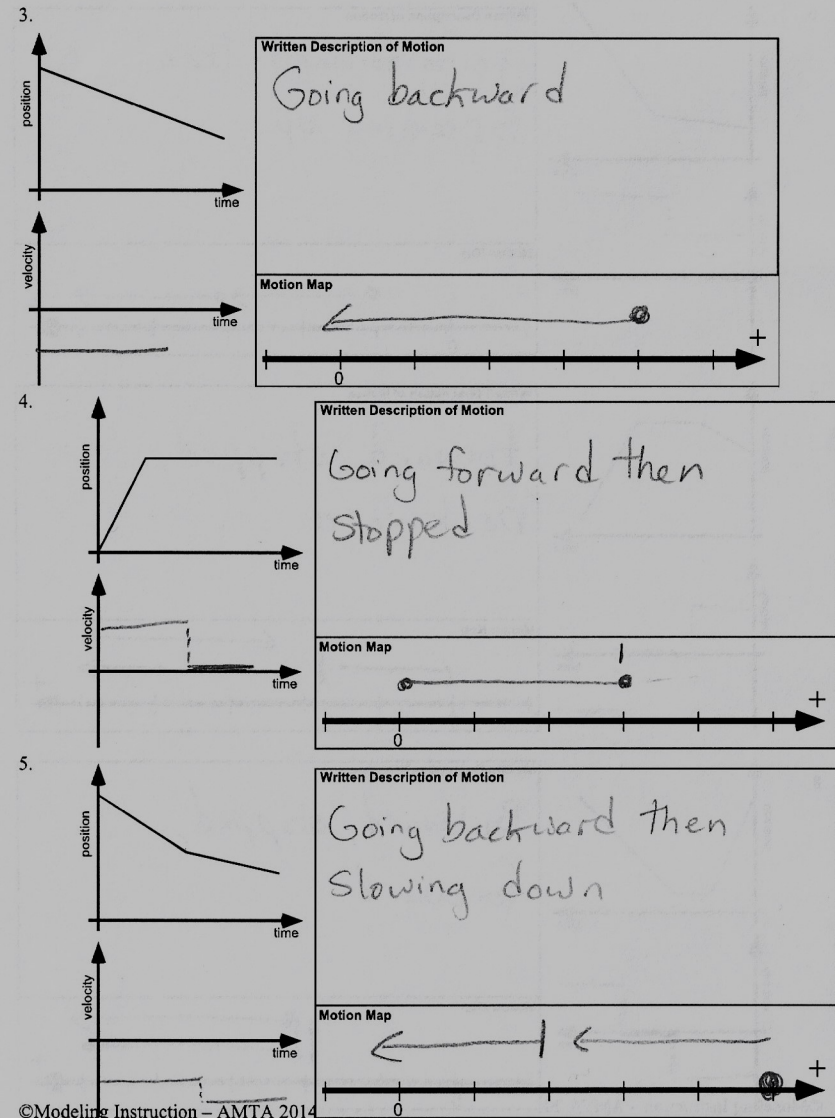 3.
position
time
velocity
time
Written Description of Motion
Going backward
Motion Map
+
0
4.
position
time
velocity
time
Written Description of Motion
Going forward then
stopped
Motion Map
+
0
5.
position
time
velocity
Written Description of Motion
Going backward then
Slowing down
Motion Map
+
0
©Modeling Instruction – AMTA 2014